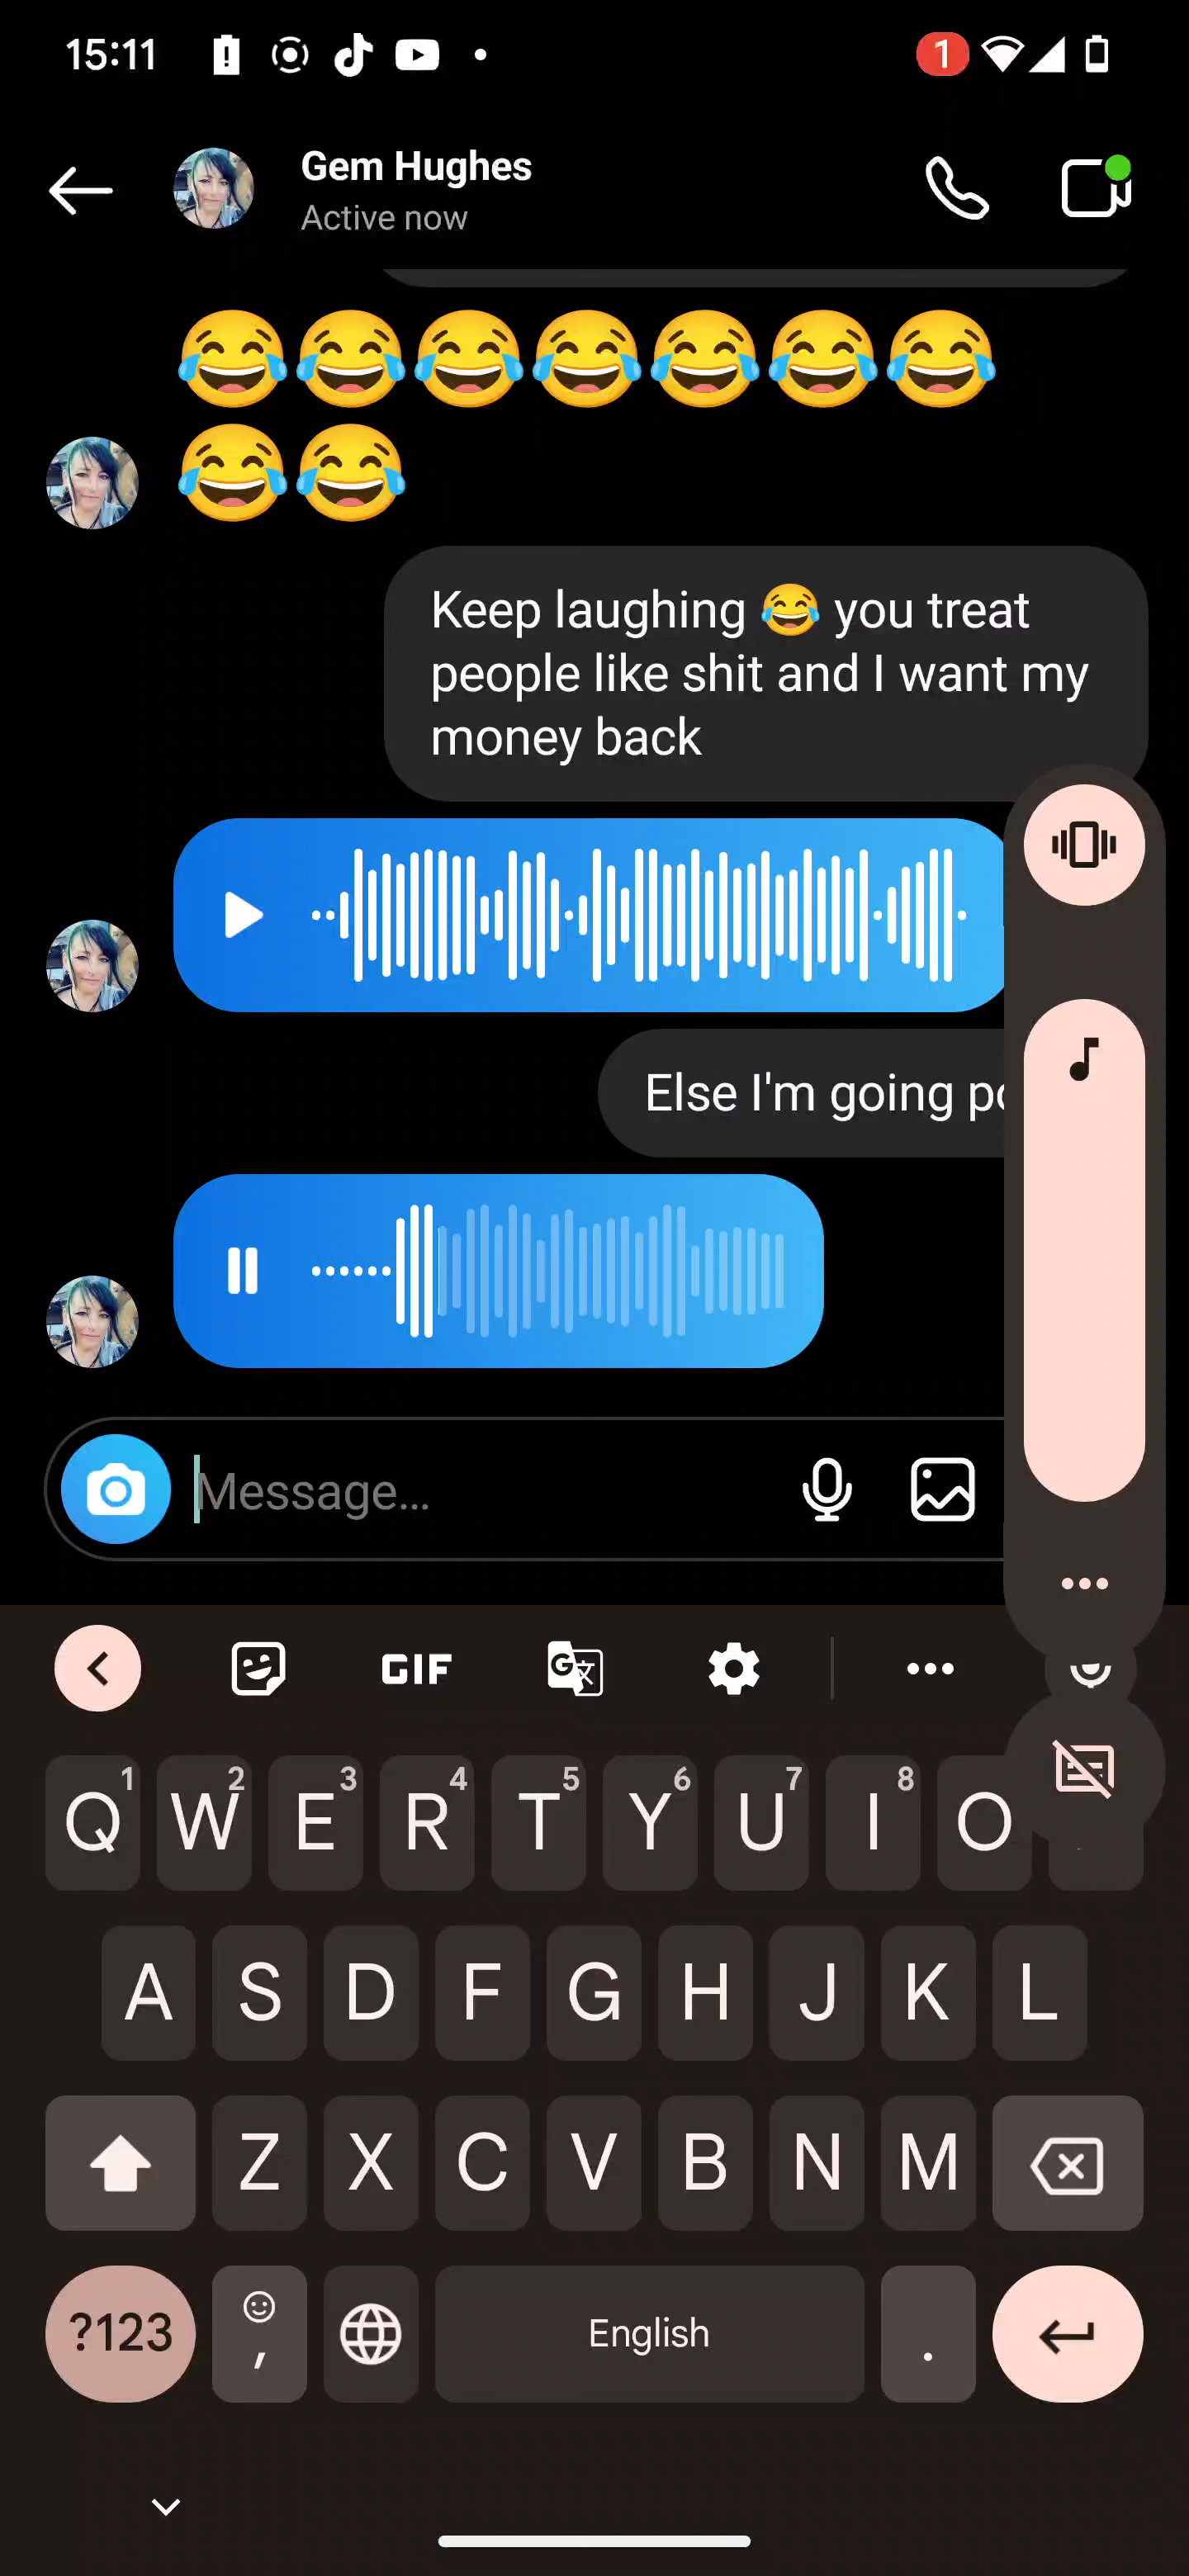 15:11
1
Gem Hughes
Active now
😂😂😂😂😂😂😂
😂😂
Keep laughing 😂 you treat
people like shit and I want my
money back
Else I'm going
Message...
GIF
G
1 2 3 4 5 6 7 8
Q W E R T Y U I O
A S D F G H J K L
Z X C V B N M
?123 , English .